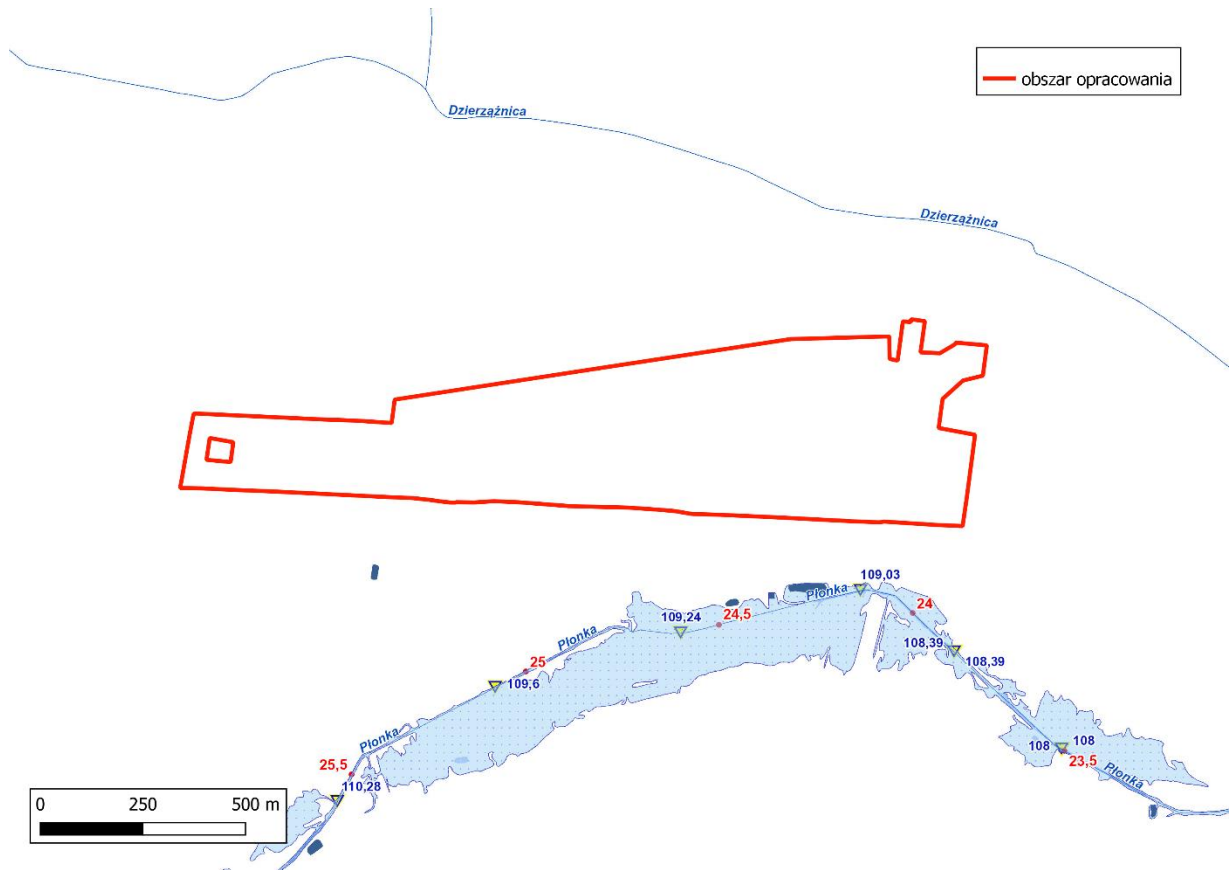 obszar opracowania
Dzierzążnica
Dzierzążnica
109,03
Płonka
24
24,5
109,24
108,39
108,39
Płonka
25
109,6
Płonka
108
108
23,5
Płonka
25,5
110,28
0 250 500 m